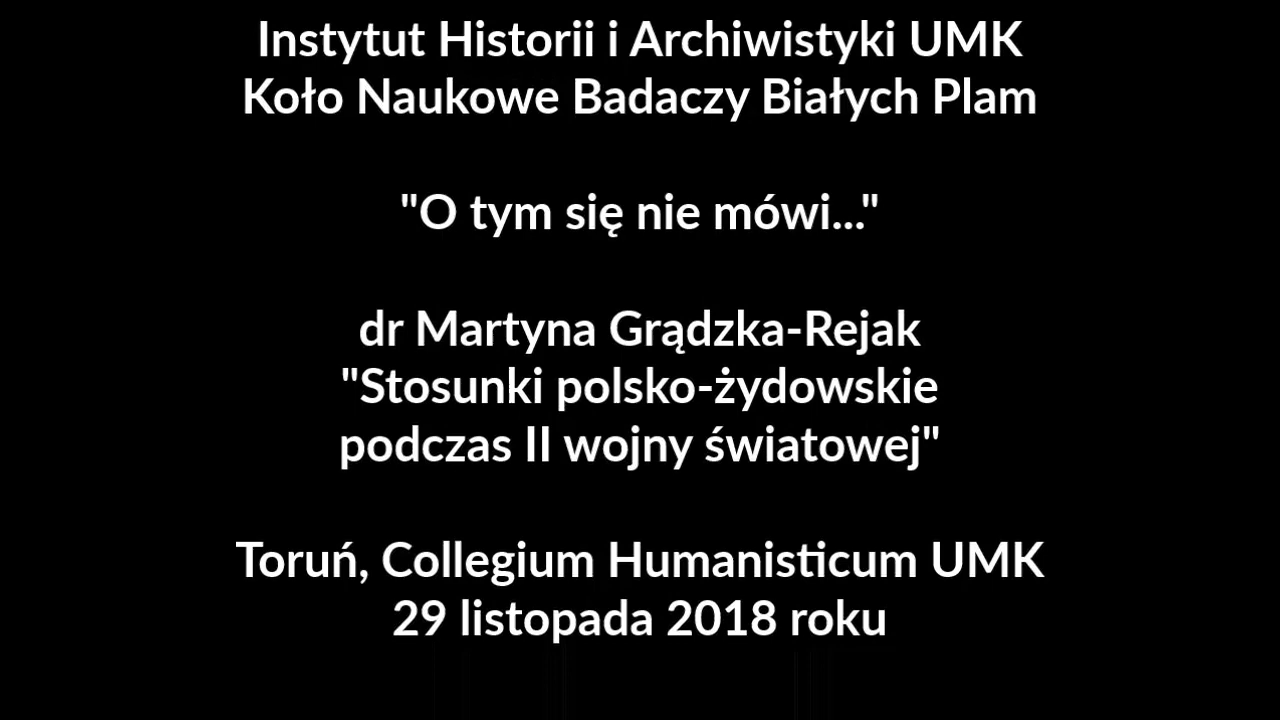 Instytut Historii i Archiwistyki UMK
Koło Naukowe Badaczy Białych Plam
"O tym się nie mówi..."
dr Martyna Grądzka-Rejak
"Stosunki polsko-żydowskie
podczas II wojny światowej"
Toruń, Collegium Humanisticum UMK
29 listopada 2018 roku